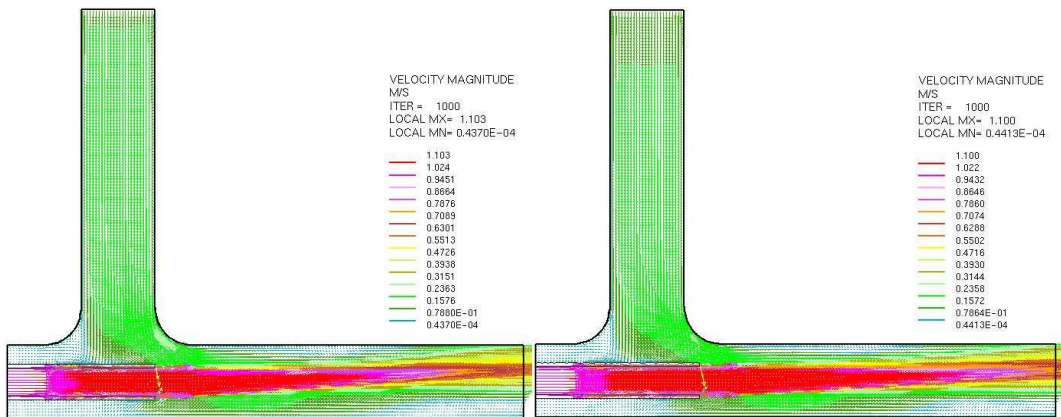 VELOCITY MAGNITUDE
M/S
ITER = 1000
LOCAL MX= 1.103
LOCAL MN= 0.4370E-04
1.103
1.024
0.9451
0.8664
0.7876
0.7089
0.6301
0.5513
0.4726
0.3938
0.3151
0.2363
0.1576
0.7880E-01
0.4370E-04
VELOCITY MAGNITUDE
M/S
ITER = 1000
LOCAL MX= 1.100
LOCAL MN= 0.4413E-04
1.100
1.022
0.9432
0.8646
0.7860
0.7074
0.6288
0.5502
0.4716
0.3930
0.3144
0.2358
0.1572
0.7864E-01
0.4413E-04